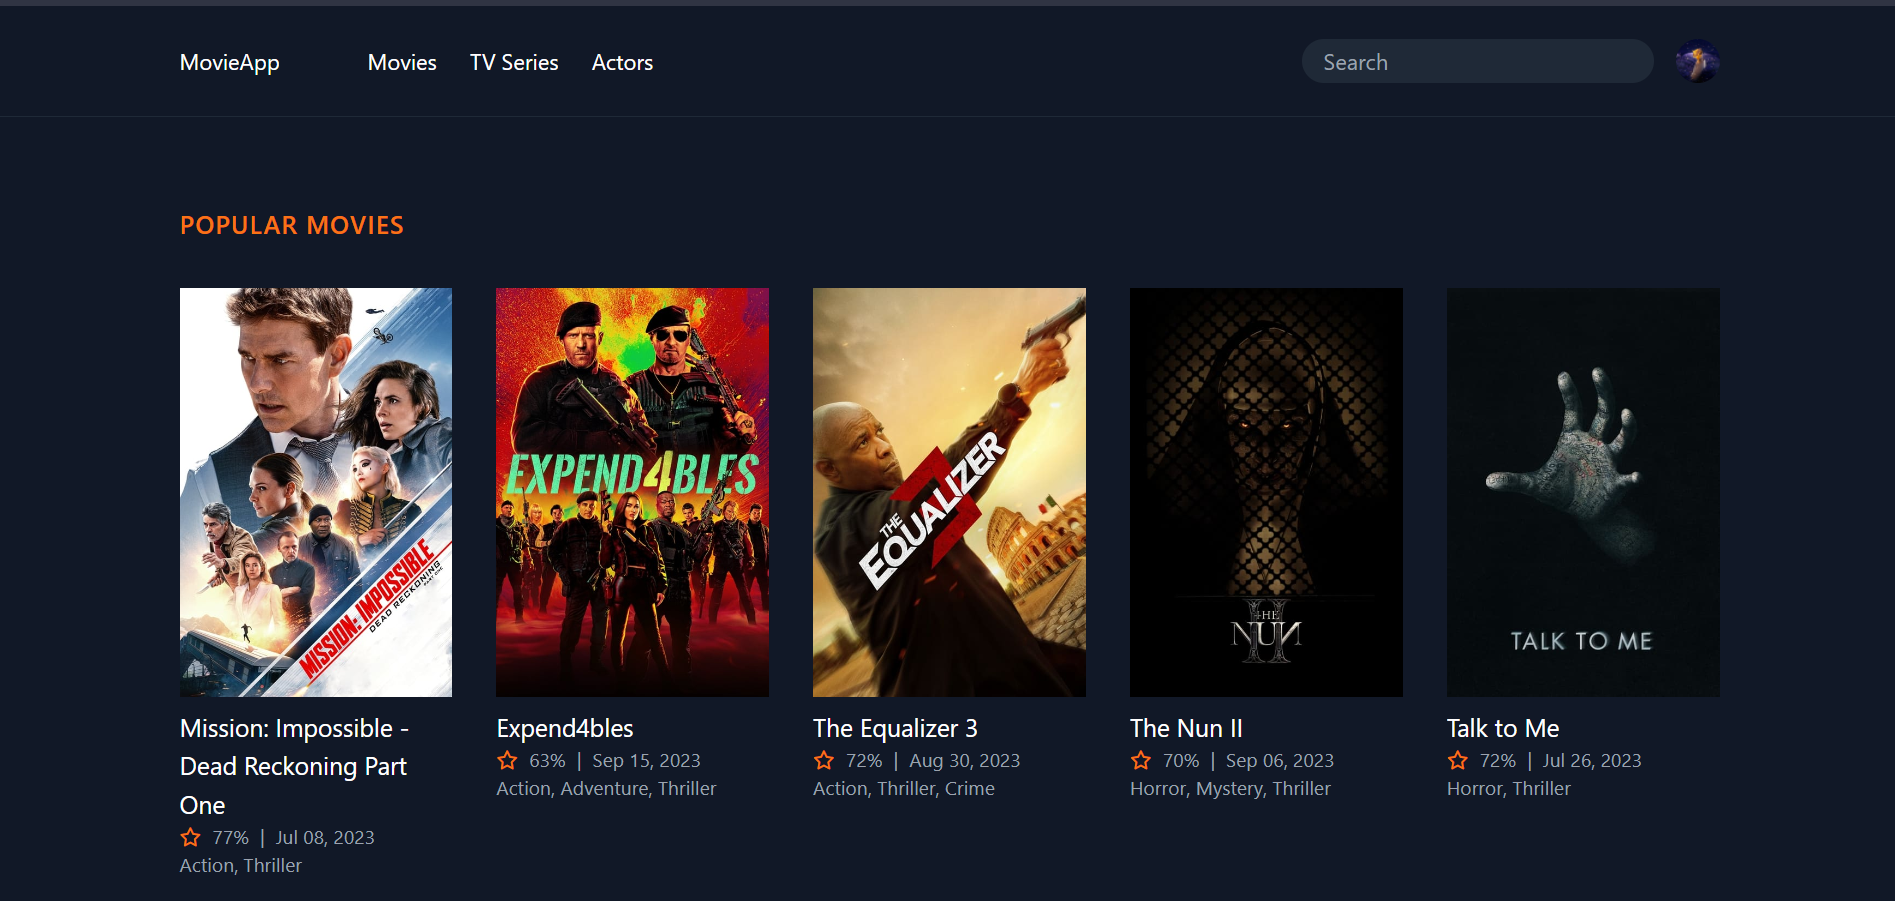 MovieApp Movies TV Series Actors Search
POPULAR MOVIES
MISSION: IMPOSSIBLE
DEAD RECKONING
PART ONE
EXPEND4BLES
THE
EQUALIZER
3
THE
NUN
II
TALK TO ME
Mission: Impossible -
Dead Reckoning Part
One
77% | Jul 08, 2023
Action, Thriller
Expend4bles
63% | Sep 15, 2023
Action, Adventure, Thriller
The Equalizer 3
72% | Aug 30, 2023
Action, Thriller, Crime
The Nun II
70% | Sep 06, 2023
Horror, Mystery, Thriller
Talk to Me
72% | Jul 26, 2023
Horror, Thriller